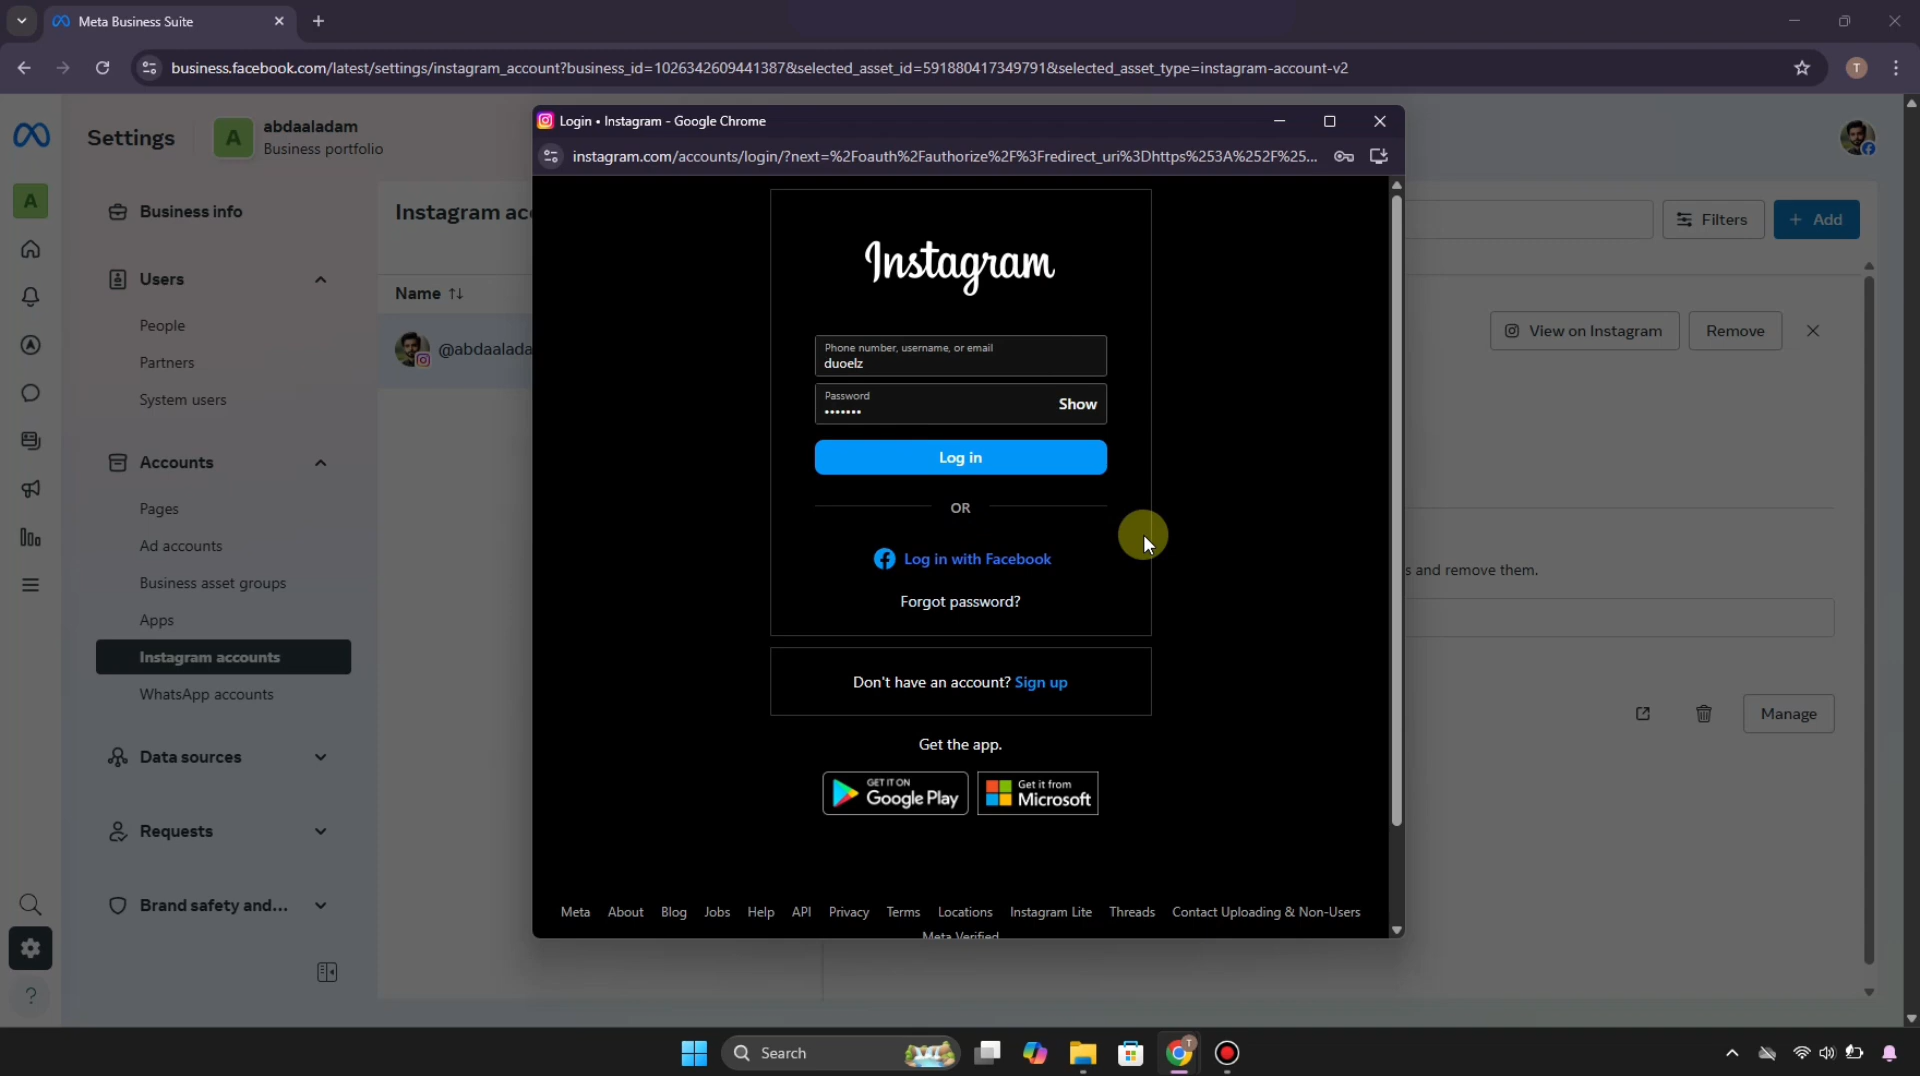 Meta Business Suite
business.facebook.com/latest/settings/instagram_account?business_id=1026342609441387&selected_asset_id=591880417349791&selected_asset_type=instagram-account-v2
T
Settings
A
abdaaladam
Business portfolio
A
Business info
Users
People
Partners
System users
Accounts
Pages
Ad accounts
Business asset groups
Apps
Instagram accounts
WhatsApp accounts
Data sources
Requests
Brand safety and...
?
Instagram acc
Name
@abdaalada
Filters
+ Add
View on Instagram
Remove
s and remove them.
Manage
Login • Instagram - Google Chrome
instagram.com/accounts/login/?next=%2Foauth%2Fauthorize%2F%3Fredirect_uri%3Dhttps%253A%252F%25...
Instagram
Phone number, username, or email
duoelz
Password
•••••••
Show
Log in
OR
Log in with Facebook
Forgot password?
Don't have an account? Sign up
Get the app.
GET IT ON
Google Play
Get it from
Microsoft
Meta About Blog Jobs Help API Privacy Terms Locations Instagram Lite Threads Contact Uploading & Non-Users
Meta Verified
Search
T